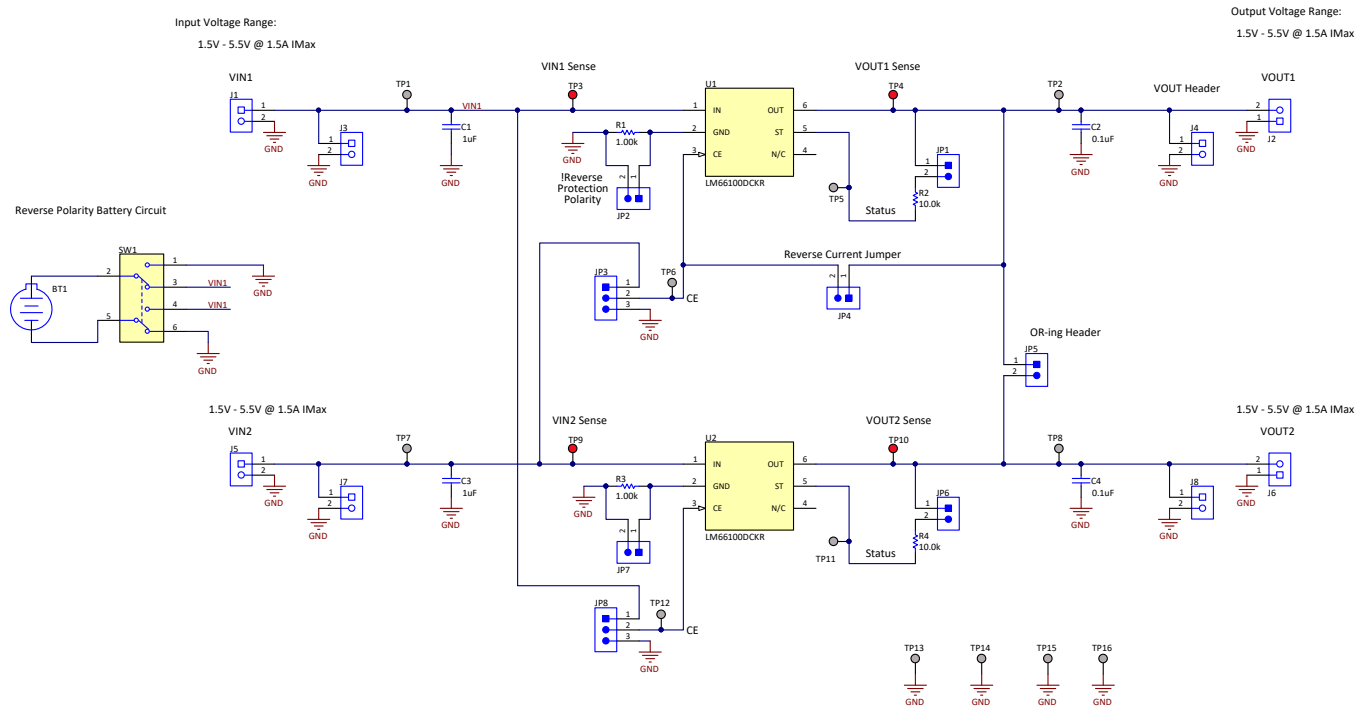 Input Voltage Range:
1.5V - 5.5V @ 1.5A IMax
Output Voltage Range:
1.5V - 5.5V @ 1.5A IMax
VIN1
J1
1
2
GND
J3
1
2
GND
TP1
VIN1
C1
1uF
GND
VIN1 Sense
TP3
GND
R1
1.00k
2
1
!Reverse
Protection
Polarity
JP2
U1
1
IN
OUT
6
2
GND
ST
5
3
CE
N/C
4
LM66100DCKR
VOUT1 Sense
TP4
TP5
Status
JP1
1
2
R2
10.0k
TP2
C2
0.1uF
GND
VOUT Header
J4
1
2
GND
VOUT1
2
1
J2
GND
Reverse Polarity Battery Circuit
BT1
SW1
2
5
1
3
4
6
VIN1
VIN1
GND
GND
JP3
1
2
3
TP6
CE
GND
Reverse Current Jumper
2
1
JP4
OR-ing Header
JP5
1
2
1.5V - 5.5V @ 1.5A IMax
VIN2
J5
1
2
GND
J7
1
2
GND
TP7
C3
1uF
GND
VIN2 Sense
TP9
GND
R3
1.00k
2
1
JP7
U2
1
IN
OUT
6
2
GND
ST
5
3
CE
N/C
4
LM66100DCKR
VOUT2 Sense
TP10
TP11
Status
JP6
1
2
R4
10.0k
TP8
C4
0.1uF
GND
J8
1
2
GND
1.5V - 5.5V @ 1.5A IMax
VOUT2
2
1
J6
GND
JP8
1
2
3
TP12
CE
GND
TP13
GND
TP14
GND
TP15
GND
TP16
GND